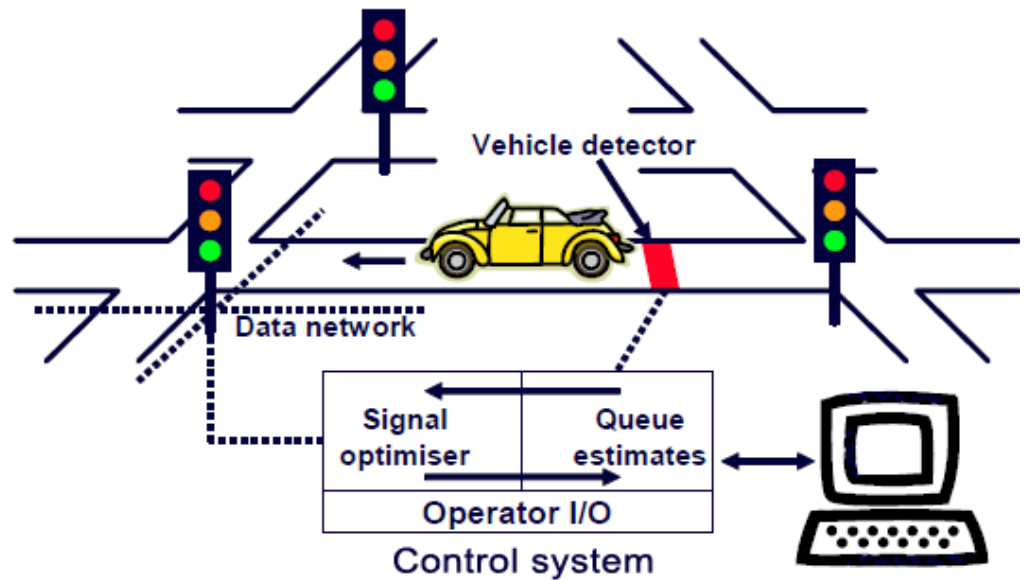 Vehicle detector
Data network
Signal
optimiser
Queue
estimates
Operator I/O
Control system